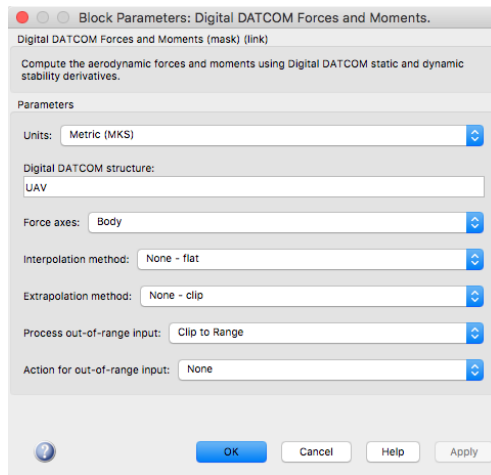 Block Parameters: Digital DATCOM Forces and Moments.
Digital DATCOM Forces and Moments (mask) (link)
Compute the aerodynamic forces and moments using Digital DATCOM static and dynamic
stability derivatives.
Parameters
Units: Metric (MKS)
Digital DATCOM structure:
UAV
Force axes: Body
Interpolation method: None - flat
Extrapolation method: None - clip
Process out-of-range input: Clip to Range
Action for out-of-range input: None
? OK Cancel Help Apply